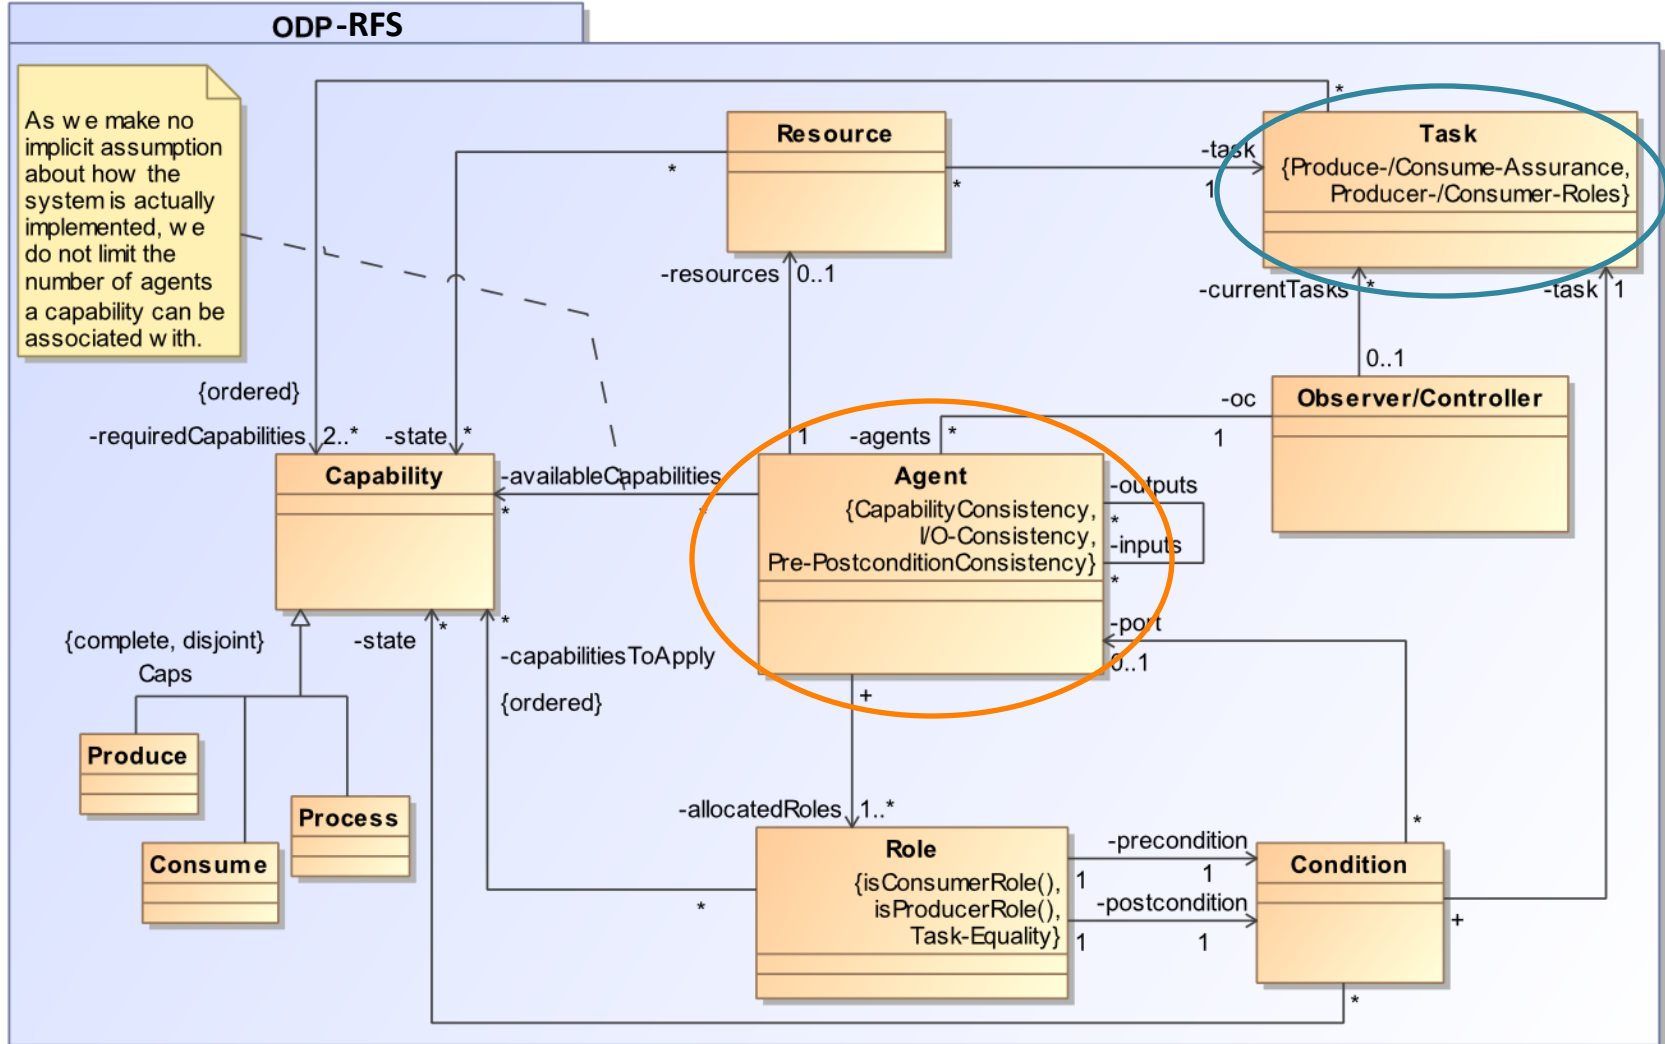 ODP-RFS
As we make no
implicit assumption
about how the
system is actually
implemented, we
do not limit the
number of agents
a capability can be
associated with.
Resource
*
*
-task
1
*
Task
{Produce-/Consume-Assurance,
Producer-/Consumer-Roles}
-resources
0..1
-currentTasks
*
-task
1
0..1
{ordered}
-requiredCapabilities
2..*
-state
*
1
-agents
*
-oc
1
Observer/Controller
Capability
-availableCapabilities
*
*
Agent
{CapabilityConsistency,
I/O-Consistency,
Pre-PostconditionConsistency}
-outputs
*
-inputs
*
-port
0..1
{complete, disjoint}
Caps
-state
*
*
-capabilitiesToApply
{ordered}
+
Produce
Process
Consume
-allocatedRoles
1..*
*
Role
{isConsumerRole(),
isProducerRole(),
Task-Equality}
-precondition
1
1
-postcondition
1
1
*
Condition
+
*